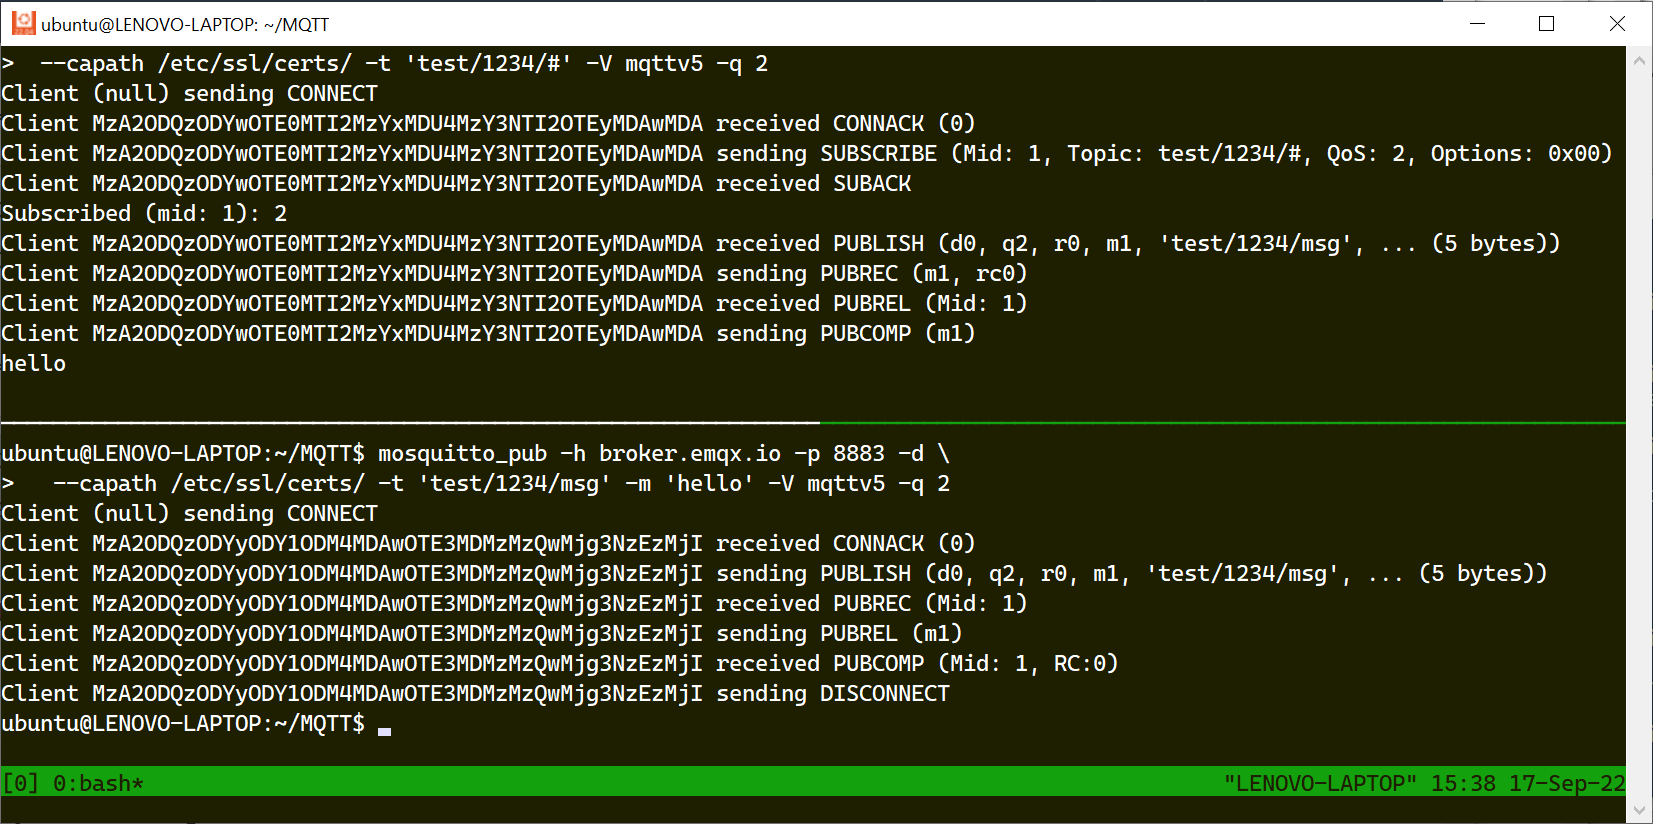 ubuntu@LENOVO-LAPTOP: ~/MQTT
>  --capath /etc/ssl/certs/ -t 'test/1234/#' -V mqttv5 -q 2
Client (null) sending CONNECT
Client MzA2ODQzODYwOTE0MTI2MzYxMDU4MzY3NTI2OTEyMDAwMDA received CONNACK (0)
Client MzA2ODQzODYwOTE0MTI2MzYxMDU4MzY3NTI2OTEyMDAwMDA sending SUBSCRIBE (Mid: 1, Topic: test/1234/#, QoS: 2, Options: 0x00)
Client MzA2ODQzODYwOTE0MTI2MzYxMDU4MzY3NTI2OTEyMDAwMDA received SUBACK
Subscribed (mid: 1): 2
Client MzA2ODQzODYwOTE0MTI2MzYxMDU4MzY3NTI2OTEyMDAwMDA received PUBLISH (d0, q2, r0, m1, 'test/1234/msg', ... (5 bytes))
Client MzA2ODQzODYwOTE0MTI2MzYxMDU4MzY3NTI2OTEyMDAwMDA sending PUBREC (m1, rc0)
Client MzA2ODQzODYwOTE0MTI2MzYxMDU4MzY3NTI2OTEyMDAwMDA received PUBREL (Mid: 1)
Client MzA2ODQzODYwOTE0MTI2MzYxMDU4MzY3NTI2OTEyMDAwMDA sending PUBCOMP (m1)
hello
ubuntu@LENOVO-LAPTOP:~/MQTT$ mosquitto_pub -h broker.emqx.io -p 8883 -d \
>   --capath /etc/ssl/certs/ -t 'test/1234/msg' -m 'hello' -V mqttv5 -q 2
Client (null) sending CONNECT
Client MzA2ODQzODYyODY1ODM4MDAwOTE3MDMzMzQwMjg3NzEzMjI received CONNACK (0)
Client MzA2ODQzODYyODY1ODM4MDAwOTE3MDMzMzQwMjg3NzEzMjI sending PUBLISH (d0, q2, r0, m1, 'test/1234/msg', ... (5 bytes))
Client MzA2ODQzODYyODY1ODM4MDAwOTE3MDMzMzQwMjg3NzEzMjI received PUBREC (Mid: 1)
Client MzA2ODQzODYyODY1ODM4MDAwOTE3MDMzMzQwMjg3NzEzMjI sending PUBREL (m1)
Client MzA2ODQzODYyODY1ODM4MDAwOTE3MDMzMzQwMjg3NzEzMjI received PUBCOMP (Mid: 1, RC:0)
Client MzA2ODQzODYyODY1ODM4MDAwOTE3MDMzMzQwMjg3NzEzMjI sending DISCONNECT
ubuntu@LENOVO-LAPTOP:~/MQTT$
[0] 0:bash* "LENOVO-LAPTOP" 15:38 17-Sep-22